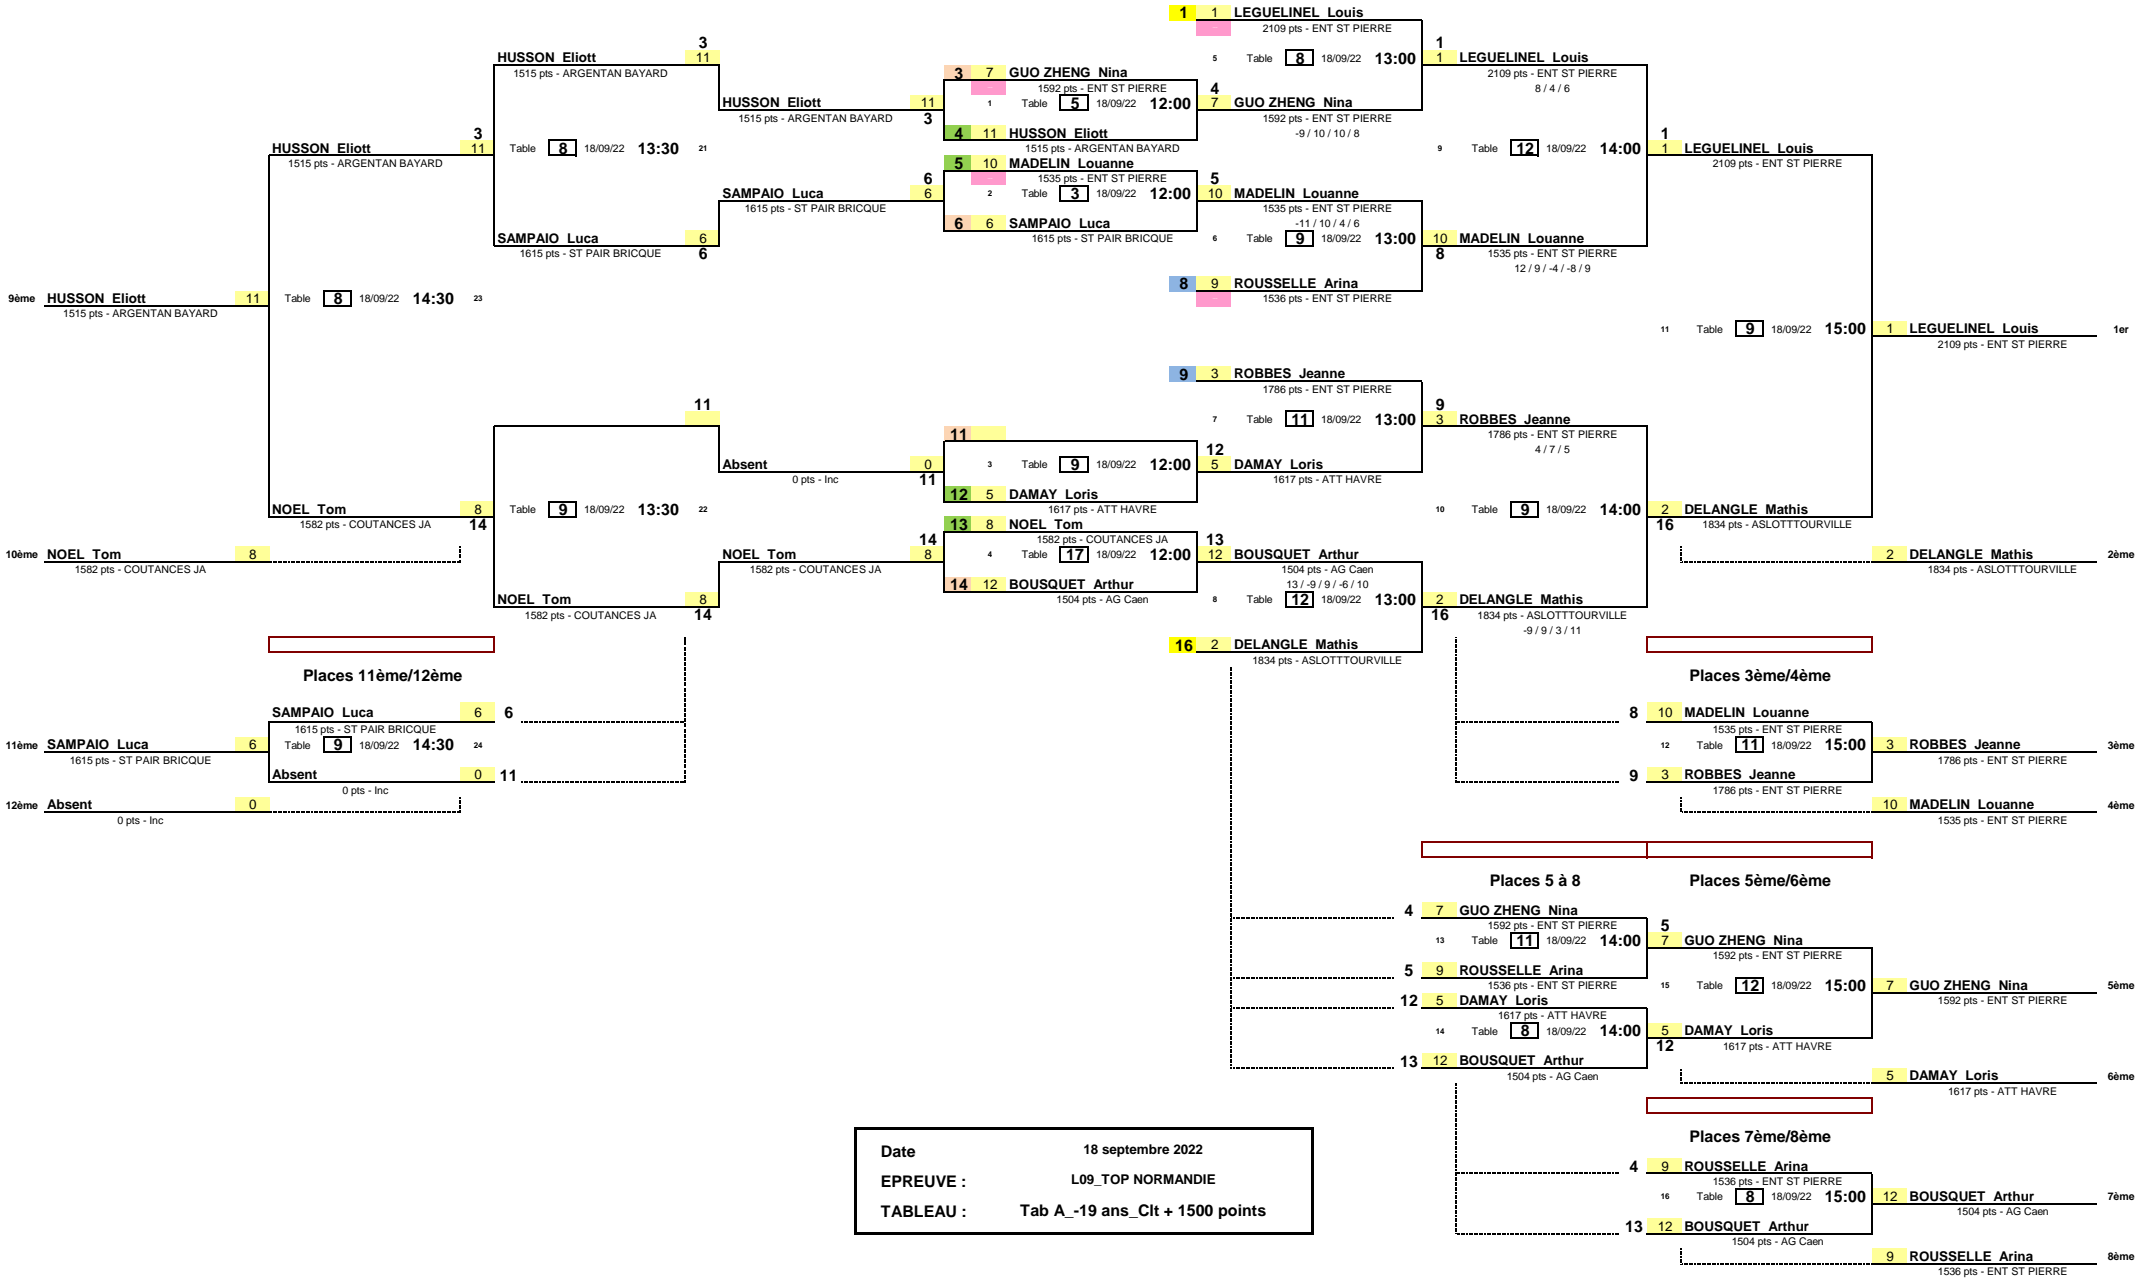 1 1 LEGUELINEL Louis
2109 pts - ENT ST PIERRE
3
HUSSON Eliott 11
1515 pts - ARGENTAN BAYARD
5 Table 8 18/09/22 13:00
1
1 LEGUELINEL Louis
2109 pts - ENT ST PIERRE
8 / 4 / 6
3 7 GUO ZHENG Nina
1592 pts - ENT ST PIERRE
HUSSON Eliott 11
1515 pts - ARGENTAN BAYARD 3
1 Table 5 18/09/22 12:00
4
7 GUO ZHENG Nina
1592 pts - ENT ST PIERRE
-9 / 10 / 10 / 8
4 11 HUSSON Eliott
1515 pts - ARGENTAN BAYARD
3
HUSSON Eliott 11
1515 pts - ARGENTAN BAYARD
Table 8 18/09/22 13:30 21
9 Table 12 18/09/22 14:00
1
1 LEGUELINEL Louis
2109 pts - ENT ST PIERRE
5 10 MADELIN Louanne
1535 pts - ENT ST PIERRE
6
SAMPAIO Luca 6
1615 pts - ST PAIR BRICQUE
2 Table 3 18/09/22 12:00
5
10 MADELIN Louanne
1535 pts - ENT ST PIERRE
-11 / 10 / 4 / 6
6 6 SAMPAIO Luca
1615 pts - ST PAIR BRICQUE
SAMPAIO Luca 6
1615 pts - ST PAIR BRICQUE 6
6 Table 9 18/09/22 13:00
10 MADELIN Louanne
8 1535 pts - ENT ST PIERRE
12 / 9 / -4 / -8 / 9
8 9 ROUSSELLE Arina
1536 pts - ENT ST PIERRE
9ème HUSSON Eliott 11
1515 pts - ARGENTAN BAYARD
Table 8 18/09/22 14:30 23
11 Table 9 18/09/22 15:00
1 LEGUELINEL Louis 1er
2109 pts - ENT ST PIERRE
9 3 ROBBES Jeanne
1786 pts - ENT ST PIERRE
11
7 Table 11 18/09/22 13:00
9
3 ROBBES Jeanne
1786 pts - ENT ST PIERRE
4 / 7 / 5
11
Absent 0
0 pts - Inc 11
3 Table 9 18/09/22 12:00
12
5 DAMAY Loris
1617 pts - ATT HAVRE
12 5 DAMAY Loris
1617 pts - ATT HAVRE
NOEL Tom 8
1582 pts - COUTANCES JA 14
Table 9 18/09/22 13:30 22
10 Table 9 18/09/22 14:00
2 DELANGLE Mathis
16 1834 pts - ASLOTTTOURVILLE
13 8 NOEL Tom
1582 pts - COUTANCES JA
10ème NOEL Tom 8
1582 pts - COUTANCES JA
14
NOEL Tom 8
1582 pts - COUTANCES JA
4 Table 17 18/09/22 12:00
13
12 BOUSQUET Arthur
1504 pts - AG Caen
13 / -9 / 9 / -6 / 10
2 DELANGLE Mathis 2ème
1834 pts - ASLOTTTOURVILLE
14 12 BOUSQUET Arthur
1504 pts - AG Caen
NOEL Tom 8
1582 pts - COUTANCES JA 14
8 Table 12 18/09/22 13:00
2 DELANGLE Mathis
16 1834 pts - ASLOTTTOURVILLE
-9 / 9 / 3 / 11
16 2 DELANGLE Mathis
1834 pts - ASLOTTTOURVILLE
Places 11ème/12ème
Places 3ème/4ème
SAMPAIO Luca 6 6
1615 pts - ST PAIR BRICQUE
11ème SAMPAIO Luca 6
1615 pts - ST PAIR BRICQUE
Table 9 18/09/22 14:30 24
Absent 0 11
0 pts - Inc
12ème Absent 0
0 pts - Inc
8 10 MADELIN Louanne
1535 pts - ENT ST PIERRE
12 Table 11 18/09/22 15:00
3 ROBBES Jeanne 3ème
1786 pts - ENT ST PIERRE
9 3 ROBBES Jeanne
1786 pts - ENT ST PIERRE
10 MADELIN Louanne 4ème
1535 pts - ENT ST PIERRE
Places 5 à 8
Places 5ème/6ème
4 7 GUO ZHENG Nina
1592 pts - ENT ST PIERRE
13 Table 11 18/09/22 14:00
5
7 GUO ZHENG Nina
1592 pts - ENT ST PIERRE
5 9 ROUSSELLE Arina
1536 pts - ENT ST PIERRE
15 Table 12 18/09/22 15:00
7 GUO ZHENG Nina 5ème
1592 pts - ENT ST PIERRE
12 5 DAMAY Loris
1617 pts - ATT HAVRE
14 Table 8 18/09/22 14:00
5 DAMAY Loris
12 1617 pts - ATT HAVRE
13 12 BOUSQUET Arthur
1504 pts - AG Caen
5 DAMAY Loris 6ème
1617 pts - ATT HAVRE
Places 7ème/8ème
Date 18 septembre 2022
EPREUVE : L09_TOP NORMANDIE
TABLEAU : Tab A_-19 ans_Clt + 1500 points
4 9 ROUSSELLE Arina
1536 pts - ENT ST PIERRE
16 Table 8 18/09/22 15:00
12 BOUSQUET Arthur 7ème
1504 pts - AG Caen
13 12 BOUSQUET Arthur
1504 pts - AG Caen
9 ROUSSELLE Arina 8ème
1536 pts - ENT ST PIERRE